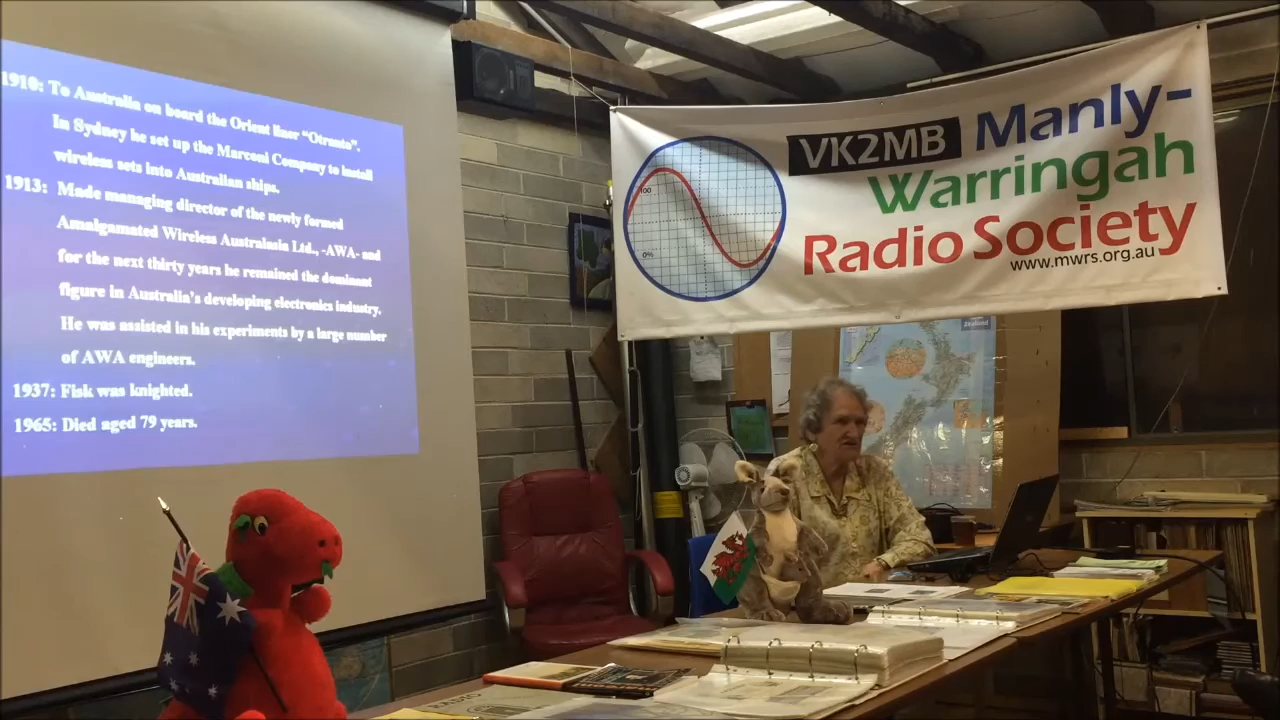 1910: To Australia on board the Orient liner "Otranto".
In Sydney he set up the Marconi Company to install
wireless sets into Australian ships.
1913: Made managing director of the newly formed
Amalgamated Wireless Australasia Ltd., -AWA- and
for the next thirty years he remained the dominant
figure in Australia's developing electronics industry,
He was assisted in his experiments by a large number
of AWA engineers.
1937: Fisk was knighted.
1965: Died aged 79 years.
VK2MB Manly-
Warringah
Radio Society
www.mwrs.org.au
100
0%